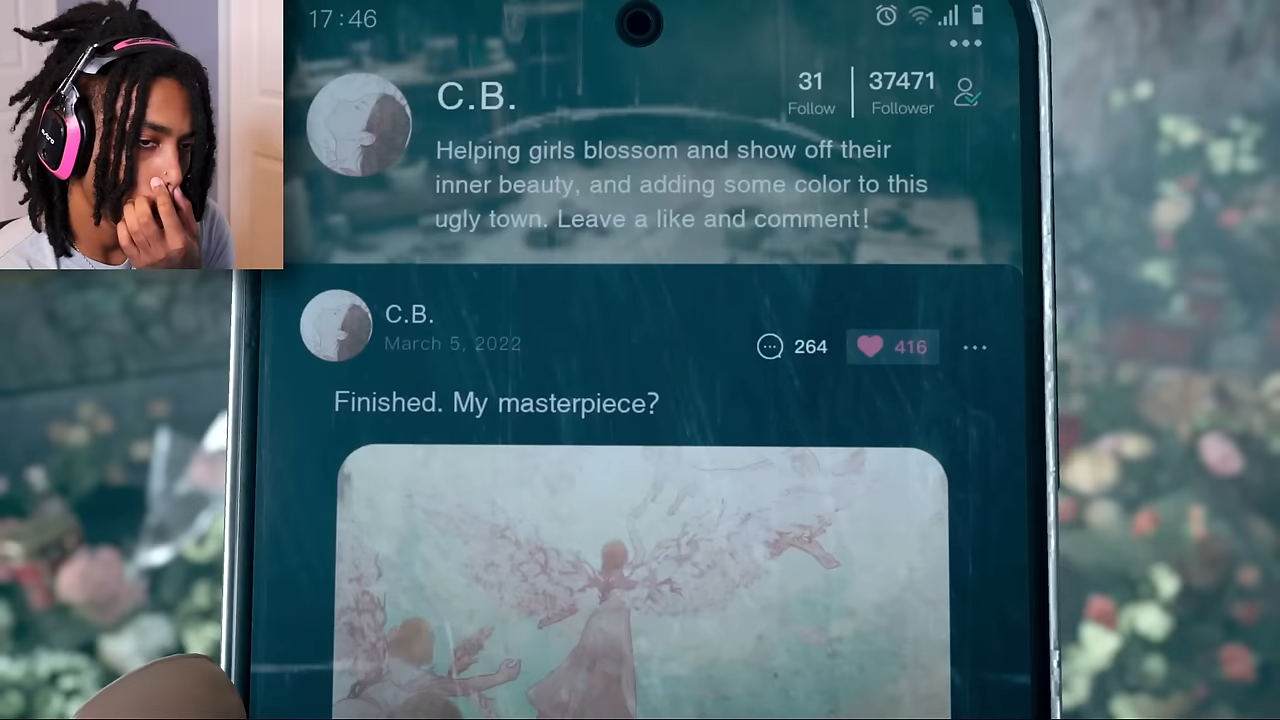 17:46
C.B.
31
Follow
37471
Follower
Helping girls blossom and show off their
inner beauty, and adding some color to this
ugly town. Leave a like and comment!
C.B.
March 5, 2022
264
416
Finished. My masterpiece?